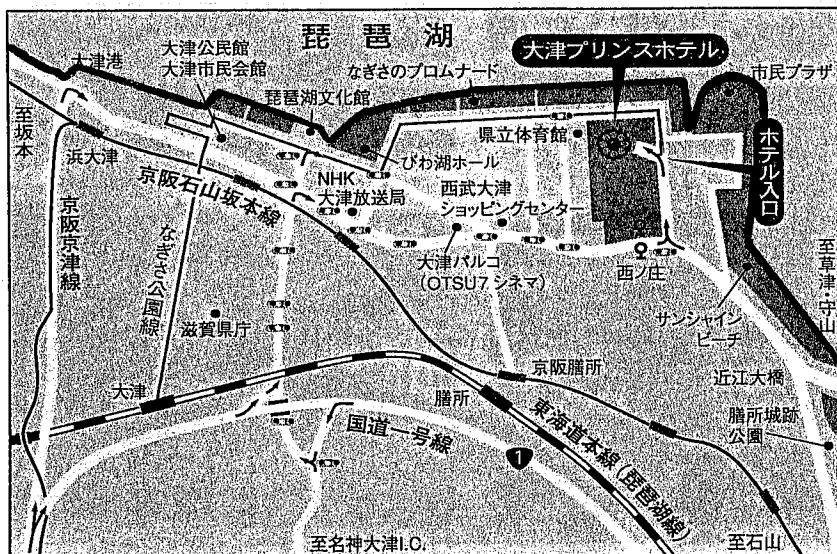 琵琶湖
大津プリンスホテル
大津港
大津公民館
大津市民会館
なぎさのプロムナード
市民プラザ
至坂本
琵琶湖文化館
県立体育館
ホテル入口
浜大津
びわ湖ホール
京阪石山坂本線
NHK
大津放送局
西武大津
ショッピングセンター
京阪京津線
なぎさ公園線
大津パルコ
(OTSU7シネマ)
西ノ庄
至草津・守山
滋賀県庁
サンシャイン
ビーチ
大津
京阪膳所
近江大橋
膳所
国道一号線
1
東海道本線(琵琶湖線)
膳所城跡
公園
至名神大津I.C.
至石山